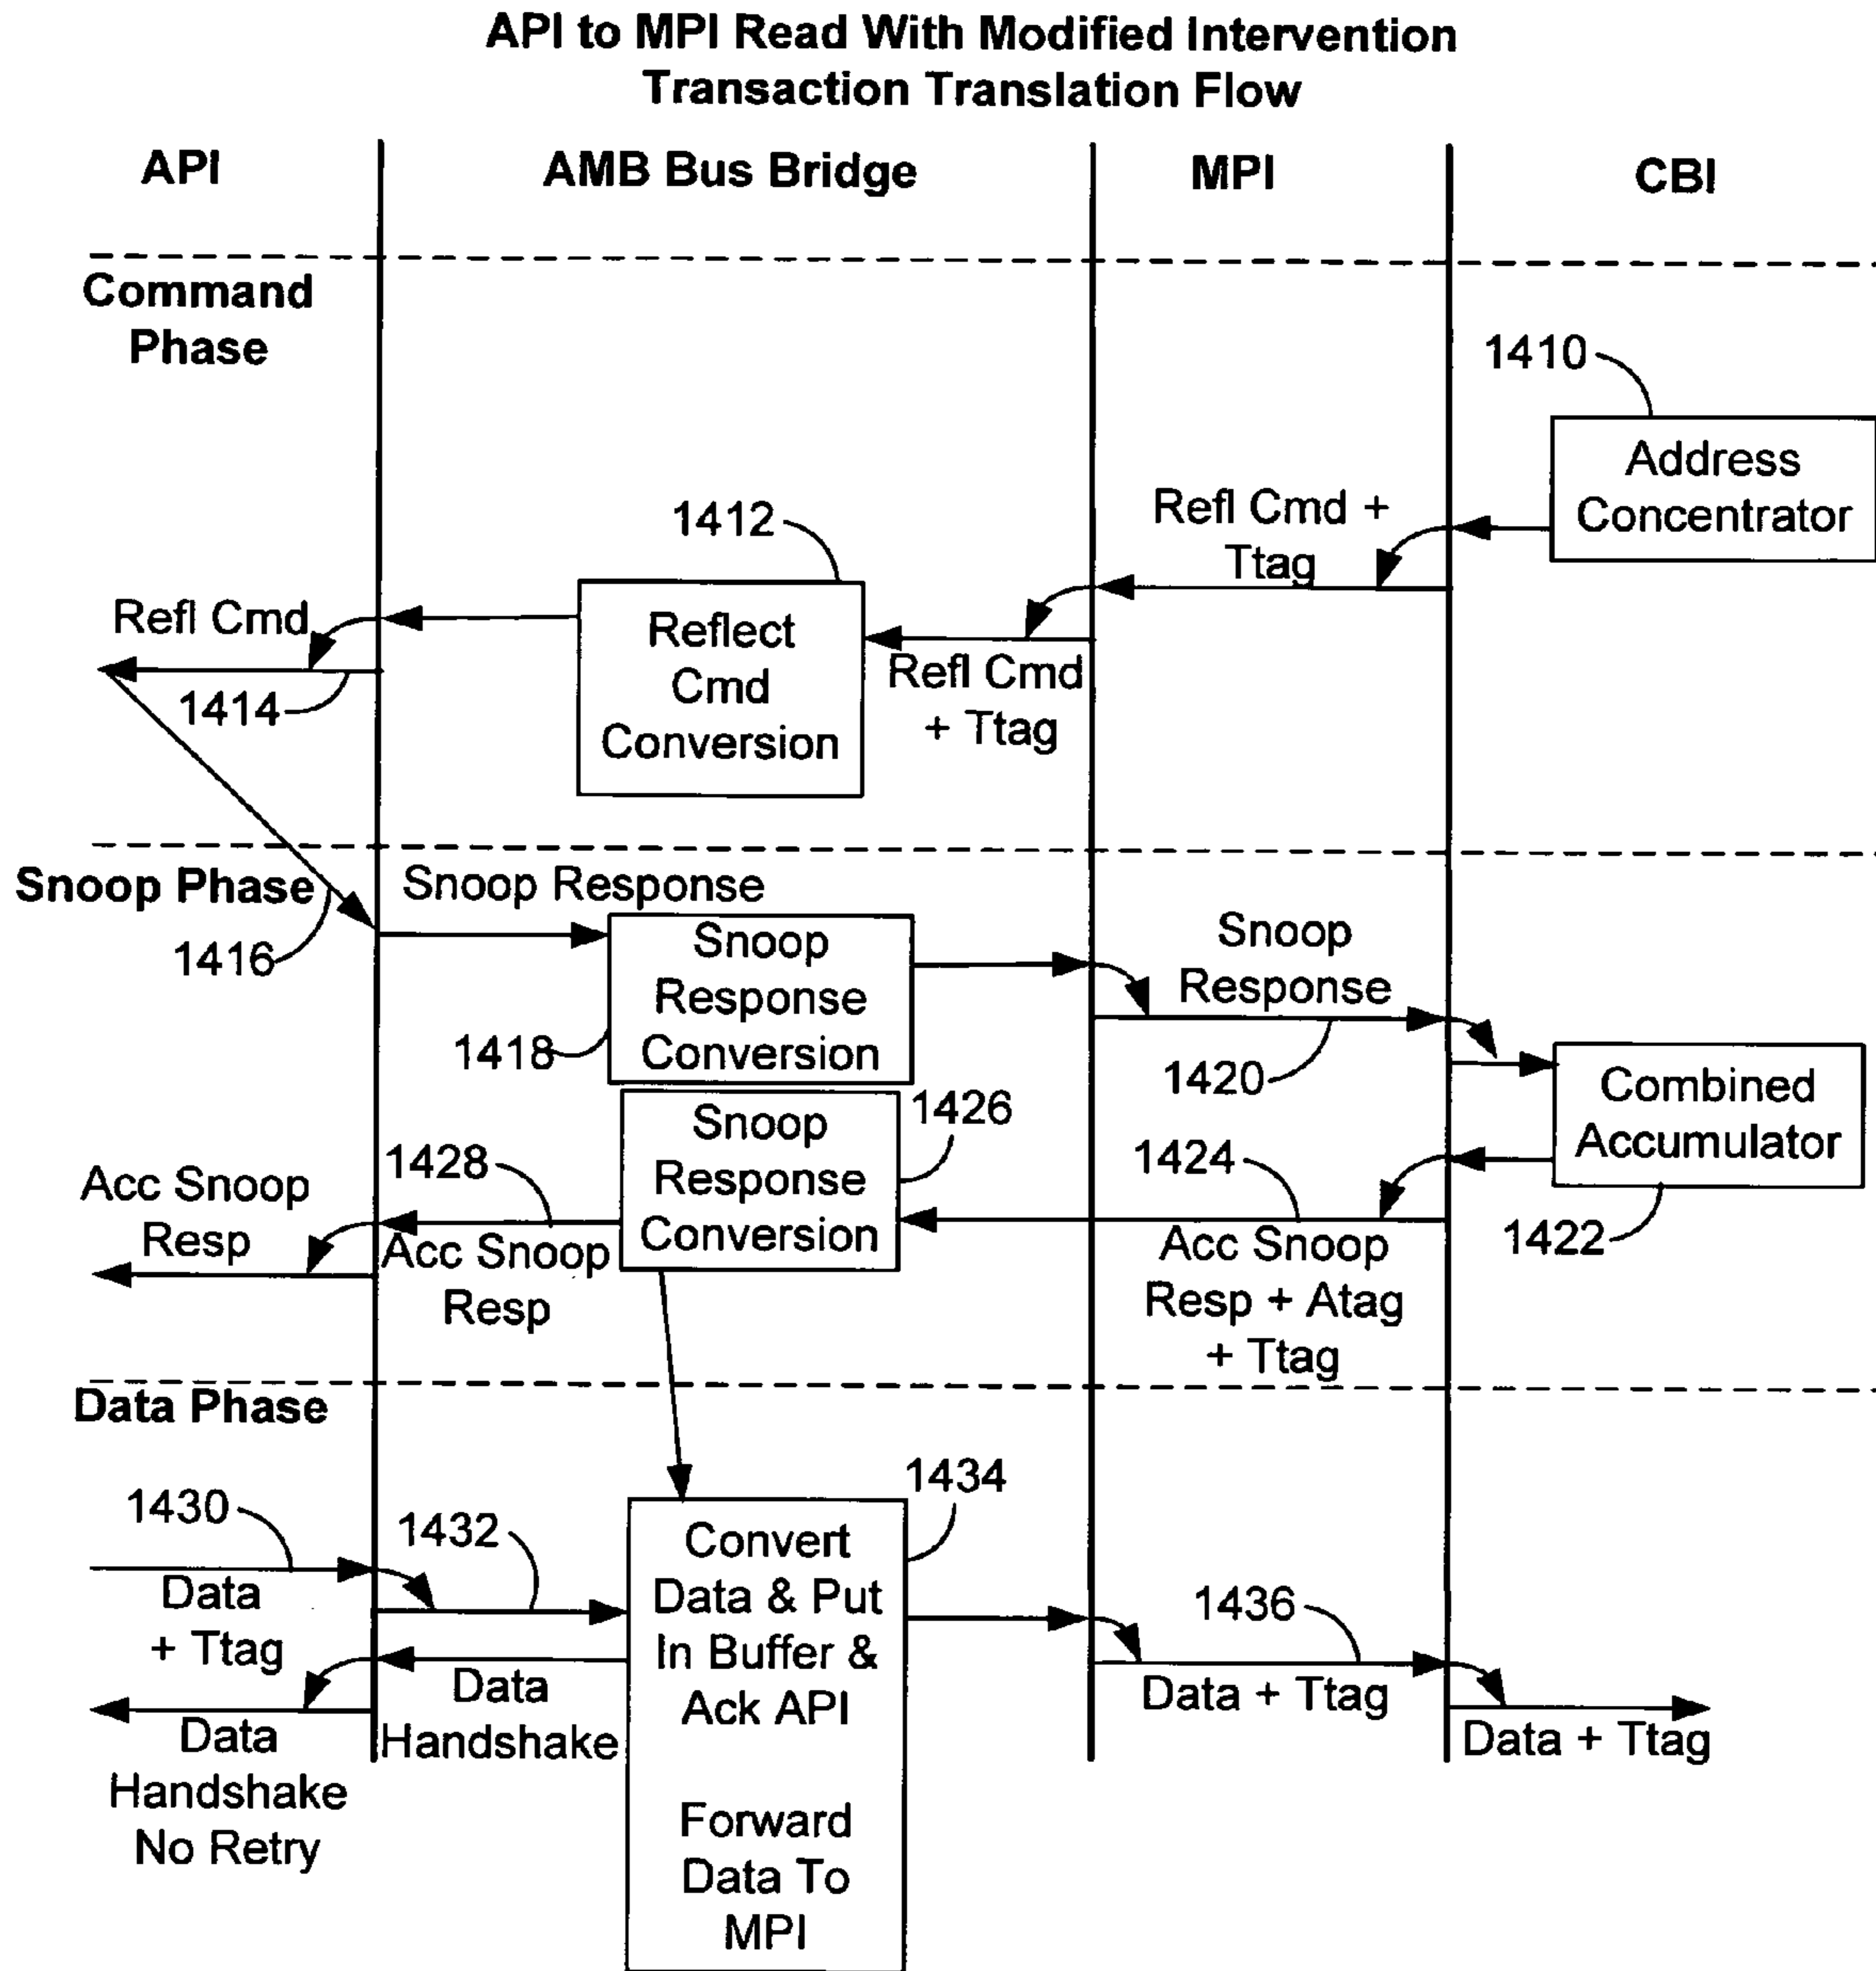 API to MPI Read With Modified Intervention
Transaction Translation Flow
API
AMB Bus Bridge
MPI
CBI
Command
Phase
1410
Address
Concentrator
Refl Cmd +
Ttag
1412
Reflect
Cmd
Conversion
Refl Cmd
+ Ttag
Refl Cmd
1414
Snoop Phase
Snoop Response
1416
Snoop
Response
Conversion
1418
Snoop
Response
1420
Combined
Accumulator
1422
1424
Acc Snoop
Resp + Atag
+ Ttag
1426
Snoop
Response
Conversion
1428
Acc Snoop
Resp
Acc Snoop
Resp
Data Phase
1430
Data
+ Ttag
1432
1434
Convert
Data & Put
In Buffer &
Ack API
Forward
Data To
MPI
Data
Handshake
Data
Handshake
No Retry
1436
Data + Ttag
Data + Ttag